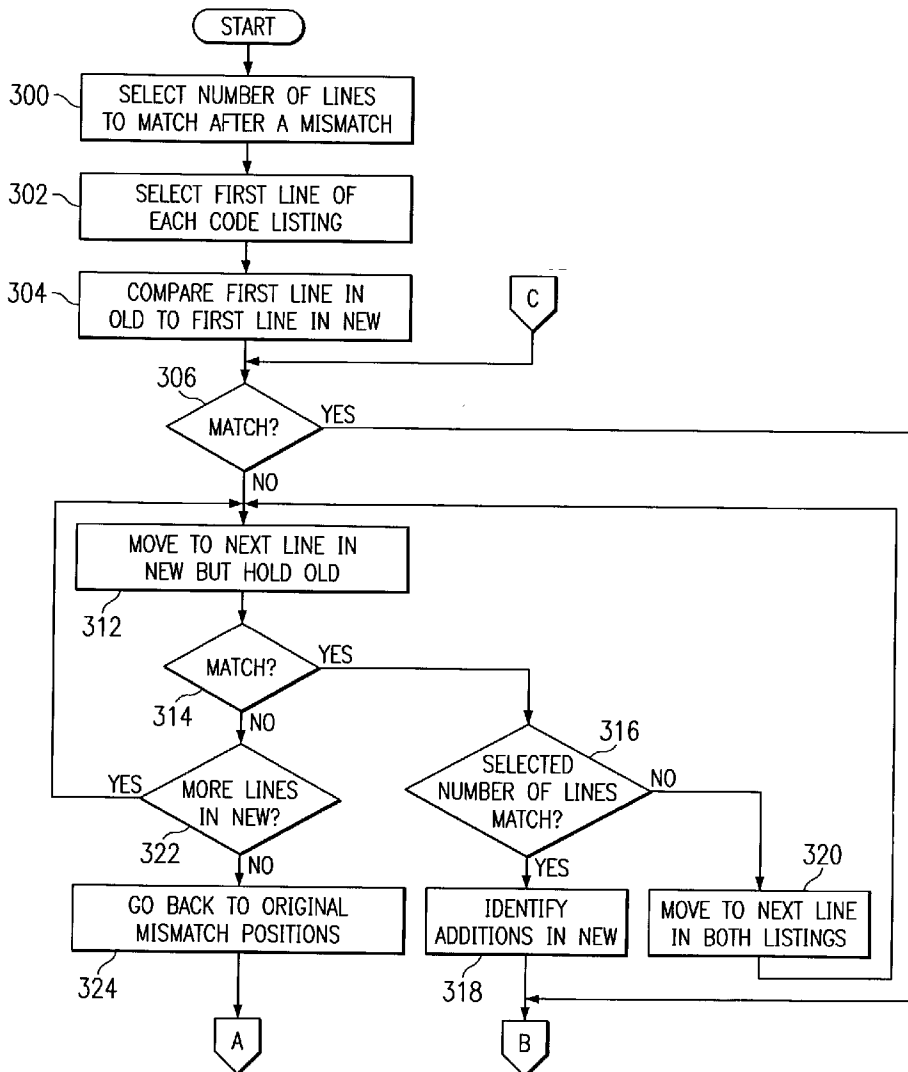 START
300
SELECT NUMBER OF LINES
TO MATCH AFTER A MISMATCH
302
SELECT FIRST LINE OF
EACH CODE LISTING
304
COMPARE FIRST LINE IN
OLD TO FIRST LINE IN NEW
C
306
MATCH?
YES
NO
MOVE TO NEXT LINE IN
NEW BUT HOLD OLD
312
MATCH?
YES
314
NO
316
SELECTED
NUMBER OF LINES
MATCH?
NO
YES
YES
MORE LINES
IN NEW?
322
NO
320
GO BACK TO ORIGINAL
MISMATCH POSITIONS
324
IDENTIFY
ADDITIONS IN NEW
318
MOVE TO NEXT LINE
IN BOTH LISTINGS
A
B